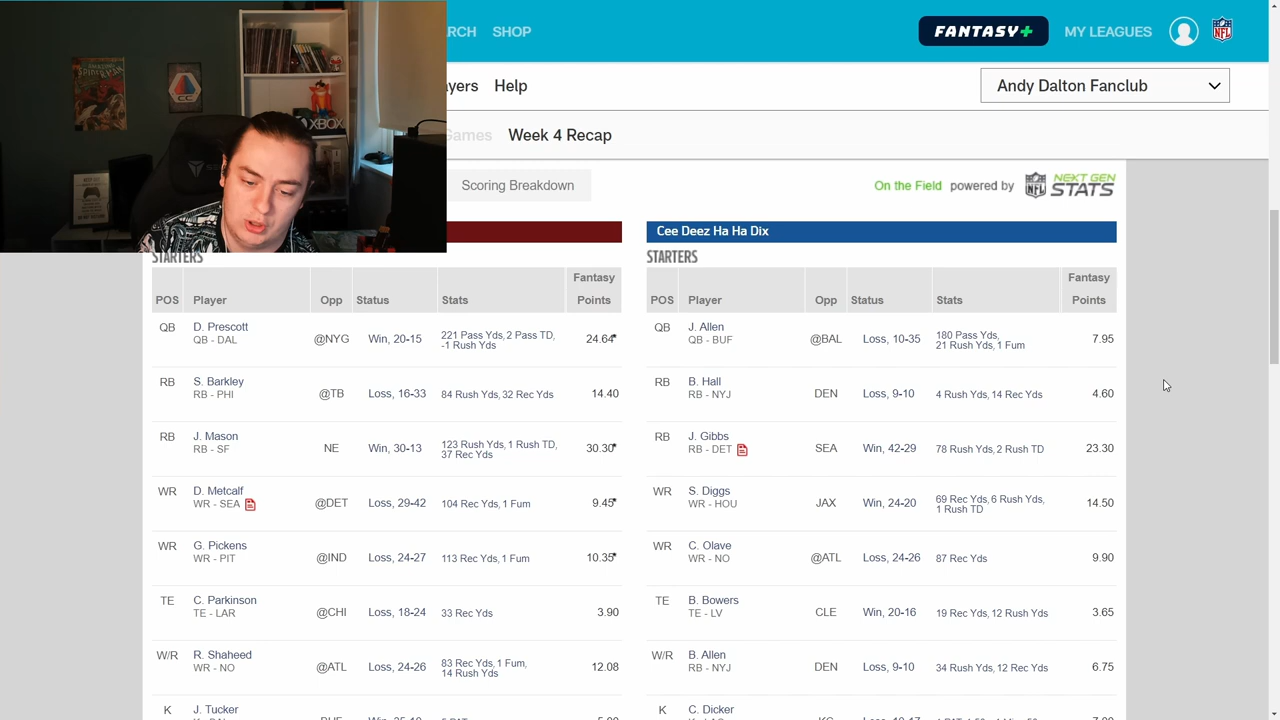 ARCH SHOP FANTASY+ MY LEAGUES NFL
ayers Help Andy Dalton Fanclub
Games Week 4 Recap
XBOX
Scoring Breakdown On the Field powered by NFL NEXT GEN STATS
Cee Deez Ha Ha Dix
STARTERS STARTERS
POS Player Opp Status Stats Fantasy Points POS Player Opp Status Stats Fantasy Points
QB D. Prescott @NYG Win, 20-15 221 Pass Yds, 2 Pass TD, 24.64* QB J. Allen @BAL Loss, 10-35 180 Pass Yds, 7.95
QB - DAL -1 Rush Yds QB - BUF 21 Rush Yds, 1 Fum
RB S. Barkley @TB Loss, 16-33 84 Rush Yds, 32 Rec Yds 14.40 RB B. Hall DEN Loss, 9-10 4 Rush Yds, 14 Rec Yds 4.60
RB - PHI RB - NYJ
RB J. Mason NE Win, 30-13 123 Rush Yds, 1 Rush TD, 30.30* RB J. Gibbs SEA Win, 42-29 78 Rush Yds, 2 Rush TD 23.30
RB - SF 37 Rec Yds RB - DET
WR D. Metcalf @DET Loss, 29-42 104 Rec Yds, 1 Fum 9.45* WR S. Diggs JAX Win, 24-20 69 Rec Yds, 6 Rush Yds, 14.50
WR - SEA WR - HOU 1 Rush TD
WR G. Pickens @IND Loss, 24-27 113 Rec Yds, 1 Fum 10.35* WR C. Olave @ATL Loss, 24-26 87 Rec Yds 9.90
WR - PIT WR - NO
TE C. Parkinson @CHI Loss, 18-24 33 Rec Yds 3.90 TE B. Bowers CLE Win, 20-16 19 Rec Yds, 12 Rush Yds 3.65
TE - LAR TE - LV
W/R R. Shaheed @ATL Loss, 24-26 83 Rec Yds, 1 Fum, 12.08 W/R B. Allen DEN Loss, 9-10 34 Rush Yds, 12 Rec Yds 6.75
WR - NO 14 Rush Yds RB - NYJ
K J. Tucker K C. Dicker